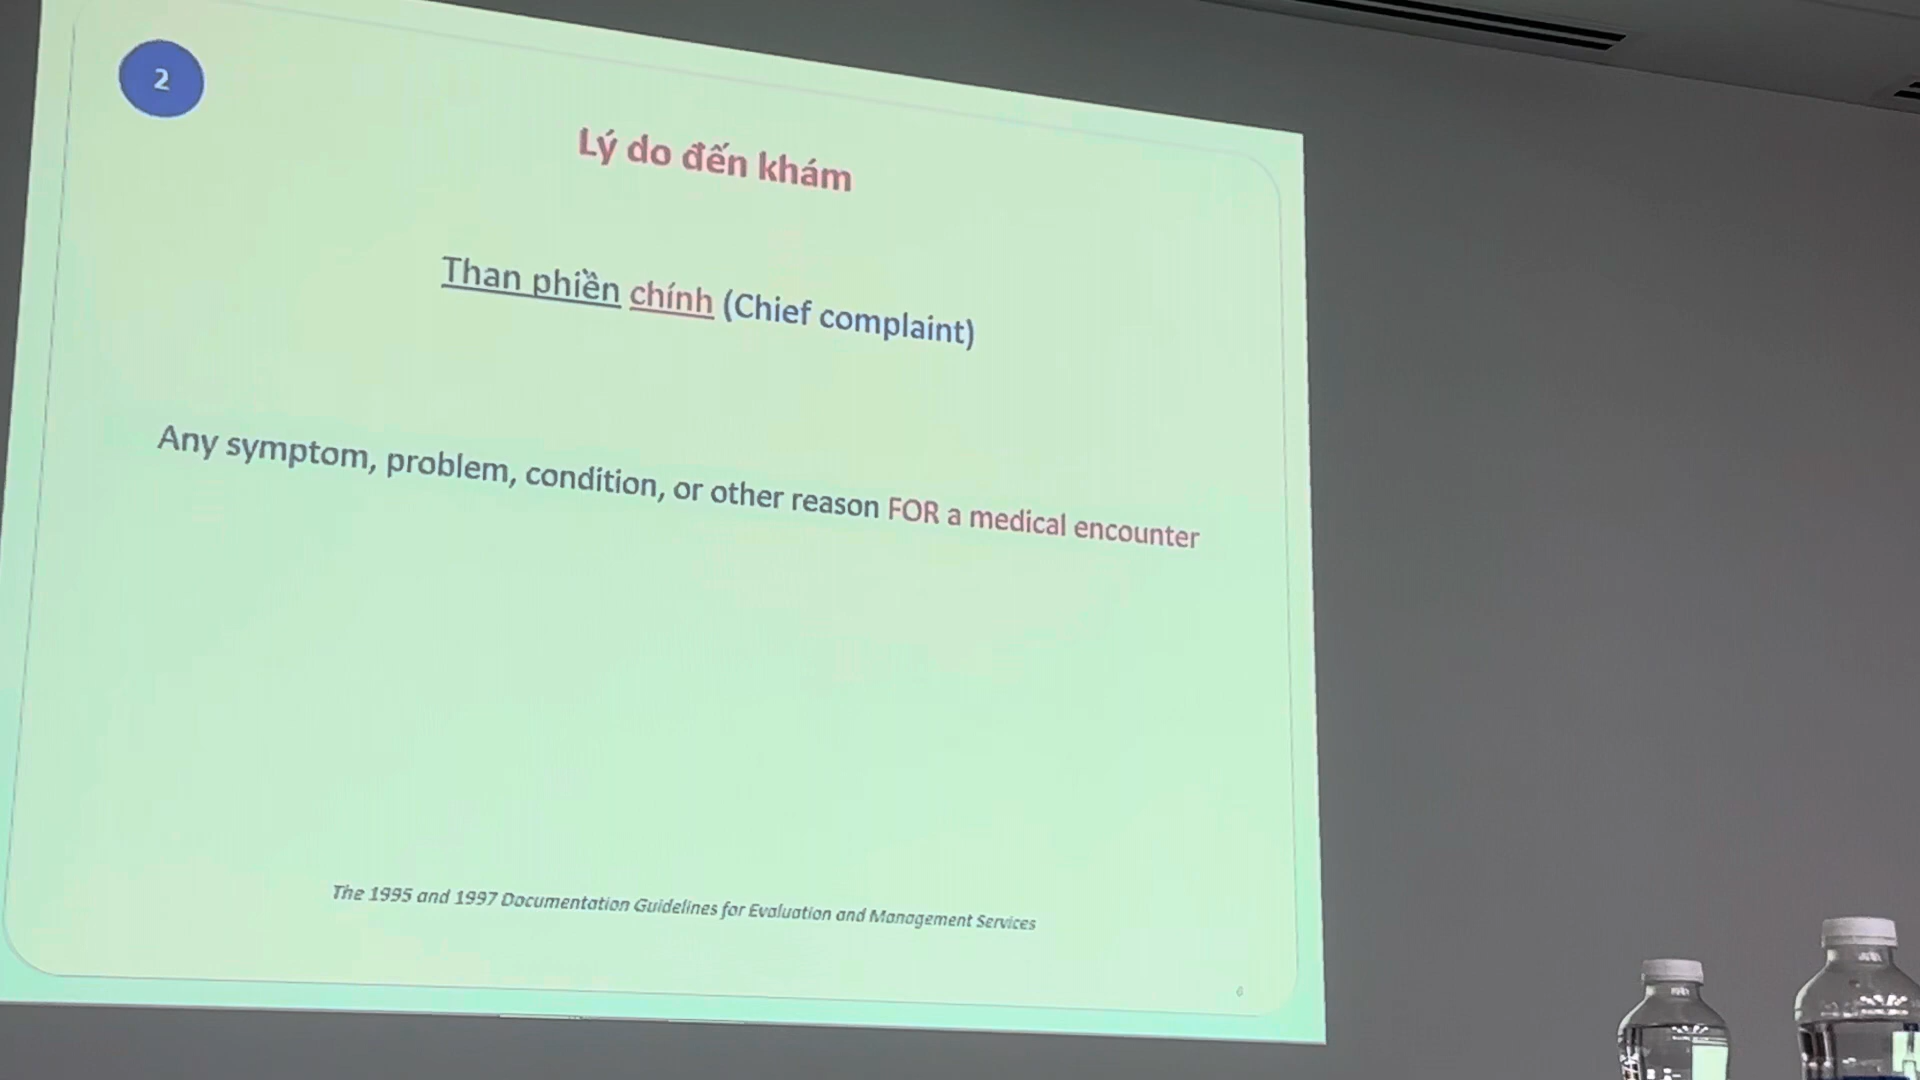 2
Lý do đến khám
Than phiền chính (Chief complaint)
Any symptom, problem, condition, or other reason FOR a medical encounter
The 1995 and 1997 Documentation Guidelines for Evaluation and Management Services
6